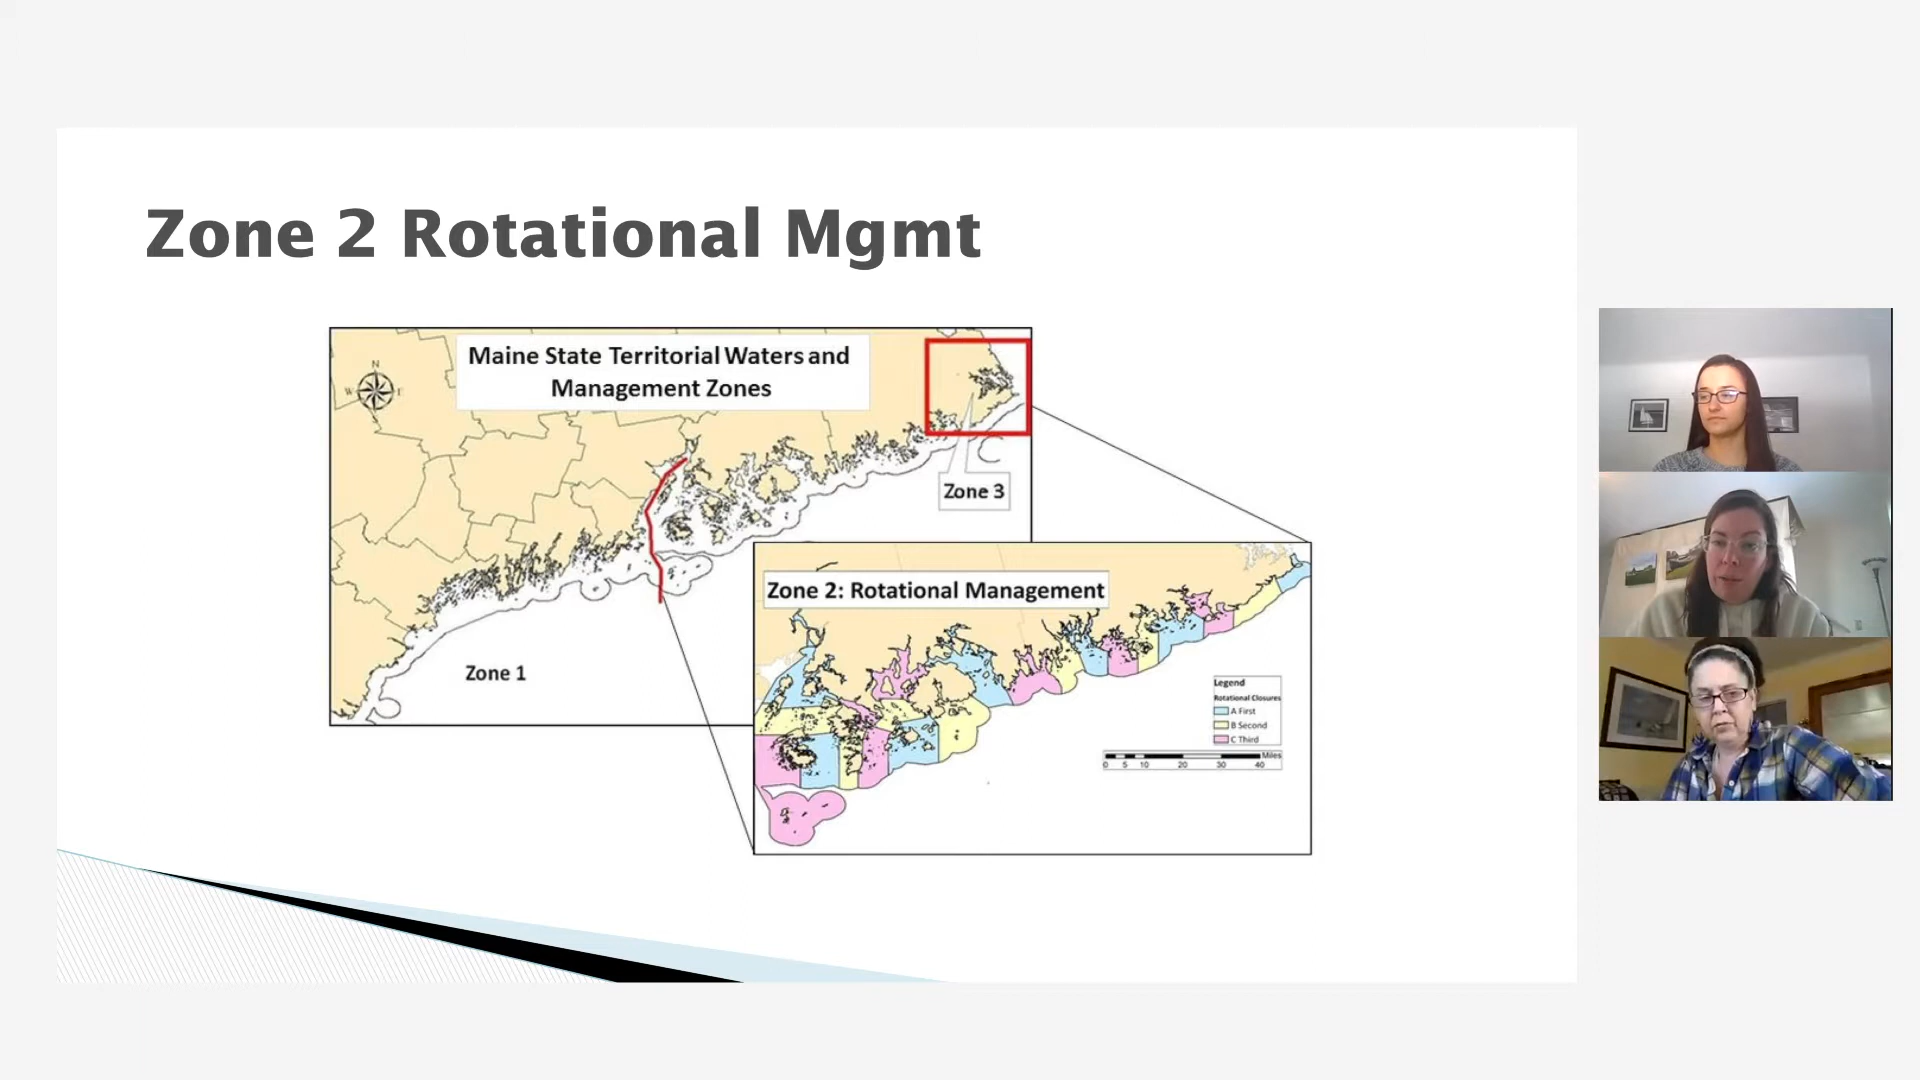 Zone 2 Rotational Mgmt
Maine State Territorial Waters and
Management Zones
N
W
E
Zone 3
Zone 1
Zone 2: Rotational Management
Legend
Rotational Closures
A First
B Second
C Third
Miles
0 5 10 20 30 40